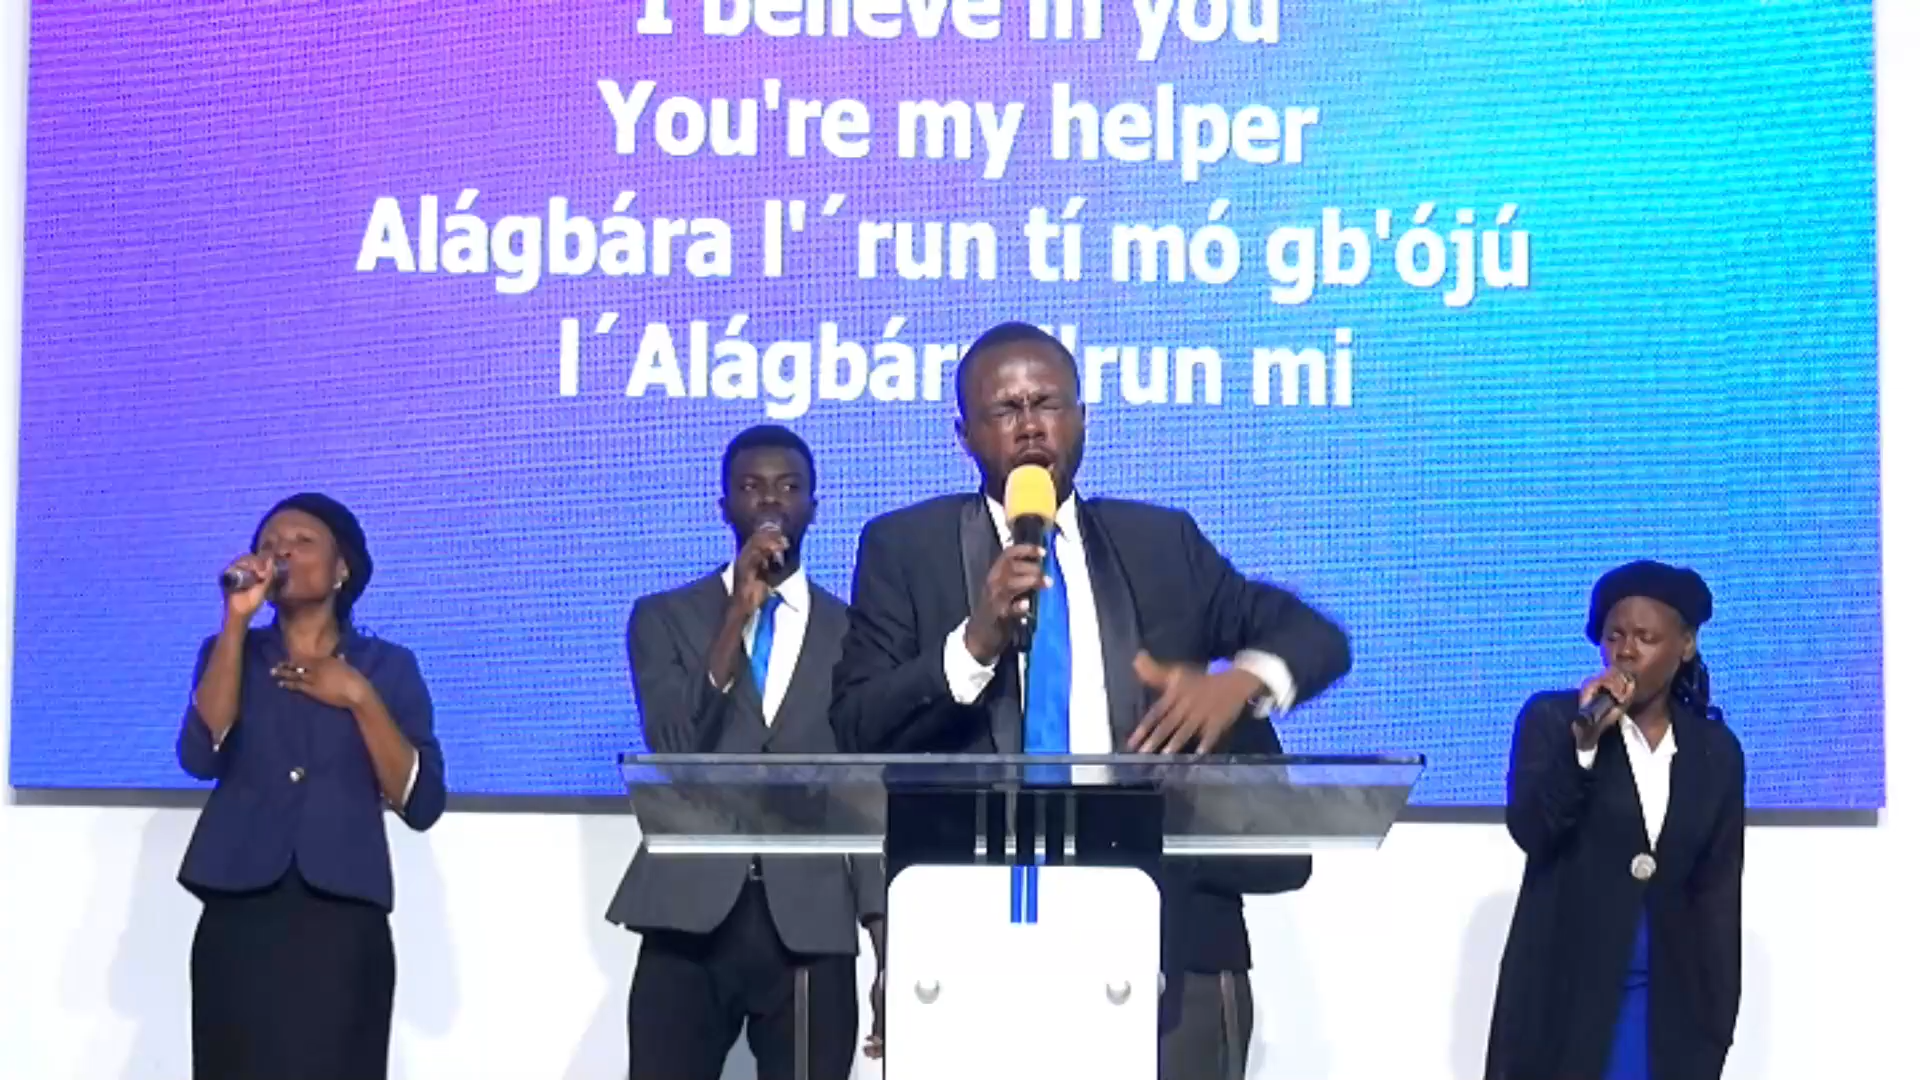 I believe in you
You're my helper
Alágbára l'´run tí mó gb'ójú
l´Alágbár 'run mi